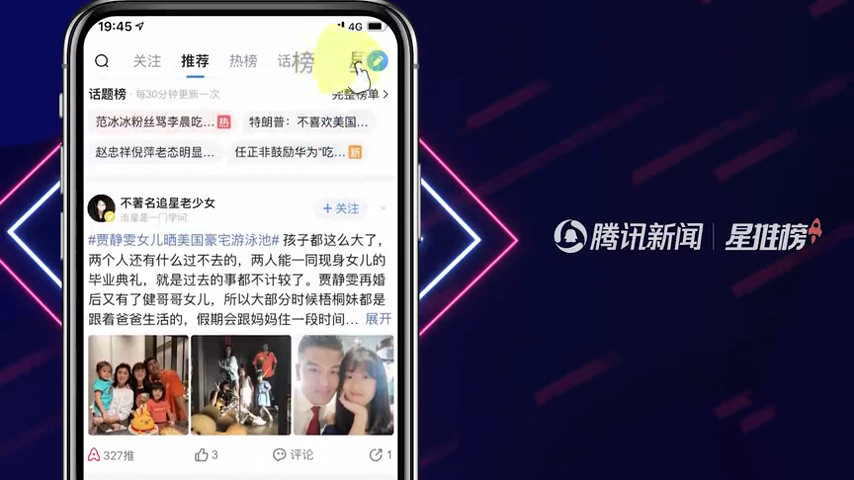 19:45
4G
关注 推荐 热榜 话榜 星
话题榜 每30分钟更新一次 完整榜单
范冰冰粉丝骂李晨吃... 热 特朗普：不喜欢美国...
赵忠祥倪萍老态明显... 任正非鼓励华为“吃... 新
不著名追星老少女
追星是一门学问
+ 关注
#贾静雯女儿晒美国豪宅游泳池# 孩子都这么大了，
两个人还有什么过不去的，两人能一同现身女儿的
毕业典礼，就是过去的事都不计较了。贾静雯再婚
后又有了健哥哥女儿，所以大部分时候梧桐妹都是
跟着爸爸生活的，假期会跟妈妈住一段时间... 展开
327推 3 评论 1
腾讯新闻 | 星推榜